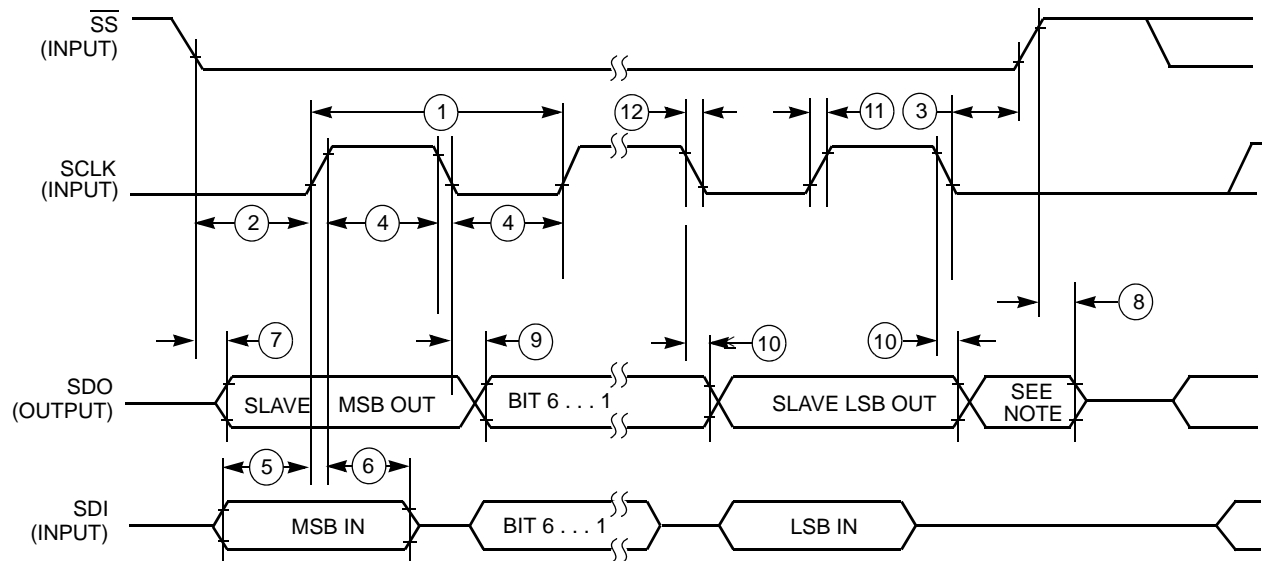 SS
(INPUT)
1
12
11
3
SCLK
(INPUT)
2
4
4
8
7
9
10
10
SDO
(OUTPUT)
SLAVE MSB OUT
BIT 6 . . . 1
SLAVE LSB OUT
SEE
NOTE
5
6
SDI
(INPUT)
MSB IN
BIT 6 . . . 1
LSB IN